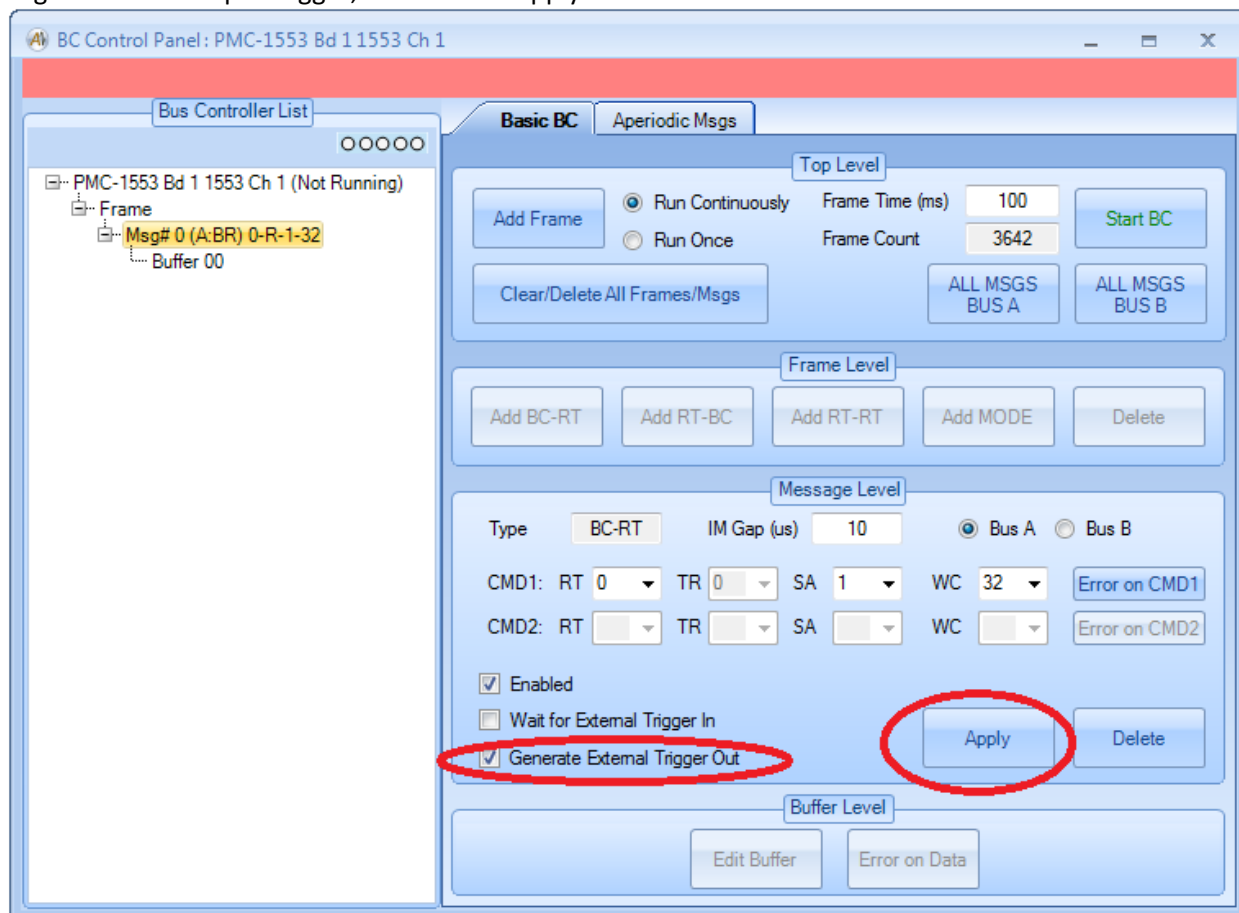 BC Control Panel: PMC-1553 Bd 1 1553 Ch 1
Bus Controller List
PMC-1553 Bd 1 1553 Ch 1 (Not Running)
Frame
Msg# 0 (A:BR) 0-R-1-32
Buffer 00
Basic BC Aperiodic Msgs
Top Level
Add Frame Run Continuously Frame Time (ms) 100 Start BC
Run Once Frame Count 3642
Clear/Delete All Frames/Msgs ALL MSGS BUS A ALL MSGS BUS B
Frame Level
Add BC-RT Add RT-BC Add RT-RT Add MODE Delete
Message Level
Type BC-RT IM Gap (us) 10 Bus A Bus B
CMD1: RT 0 TR 0 SA 1 WC 32 Error on CMD1
CMD2: RT TR SA WC Error on CMD2
Enabled
Wait for External Trigger In
Generate External Trigger Out
Apply Delete
Buffer Level
Edit Buffer Error on Data